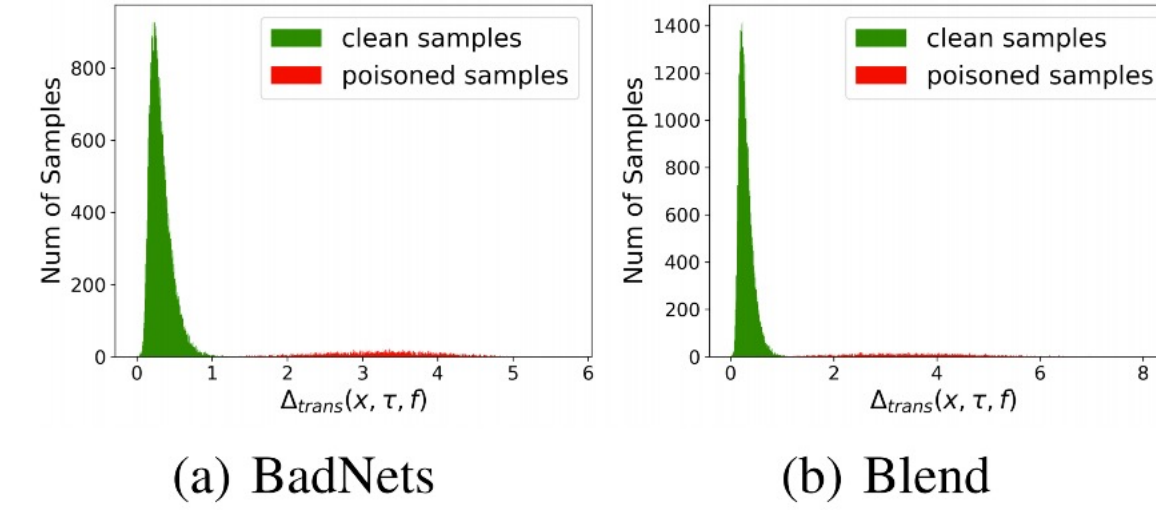 clean samples
poisoned samples
800
600
400
200
0
Num of Samples
0 1 2 3 4 5 6
Δtrans(x, τ, f)
(a) BadNets
clean samples
poisoned samples
1400
1200
1000
800
600
400
200
0
Num of Samples
0 2 4 6 8
Δtrans(x, τ, f)
(b) Blend